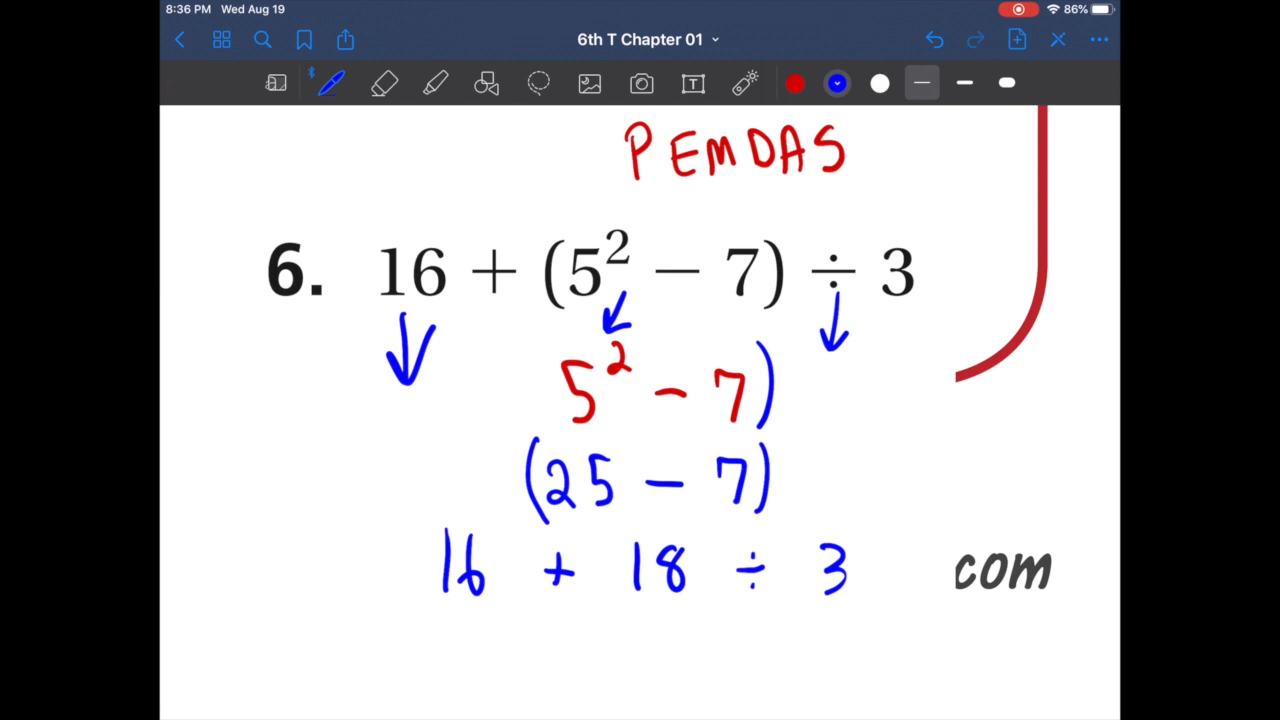 8:36 PM Wed Aug 19 86%
6th T Chapter 01
T
PEMDAS
6. 16 + (5² − 7) ÷ 3
5² − 7)
(25 − 7)
16 + 18 ÷ 3
com